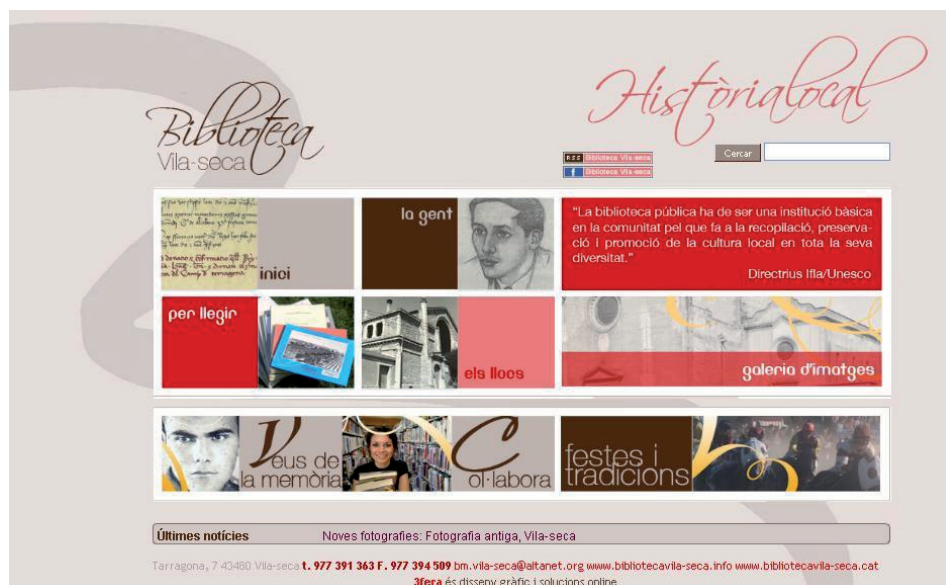 Històrialocal
Biblioteca
Vila-seca
RSS Biblioteca Vila-seca
f Biblioteca Vila-seca
Cercar
inici
la gent
"La biblioteca pública ha de ser una institució bàsica
en la comunitat pel que fa a la recopilació, preserva-
ció i promoció de la cultura local en tota la seva
diversitat."
Directrius Ifla/Unesco
per llegir
els llocs
galeria d'imatges
Veus de
la memòria
Col·labora
festes i
tradicions
Últimes notícies
Noves fotografies: Fotografia antiga, Vila-seca
Tarragona, 7 43480 Vila-seca t. 977 391 363 F. 977 394 509 bm.vila-seca@altanet.org www.bibliotecavila-seca.info www.bibliotecavila-seca.cat
3fera és disseny gràfic i solucions online